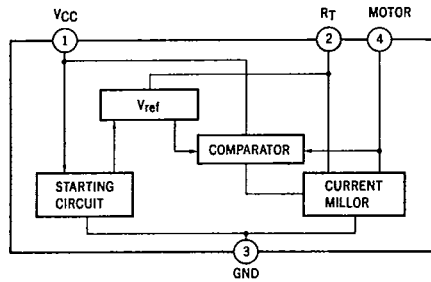 VCC
RT
MOTOR
1
2
4
Vref
COMPARATOR
STARTING
CIRCUIT
CURRENT
MILLOR
3
GND